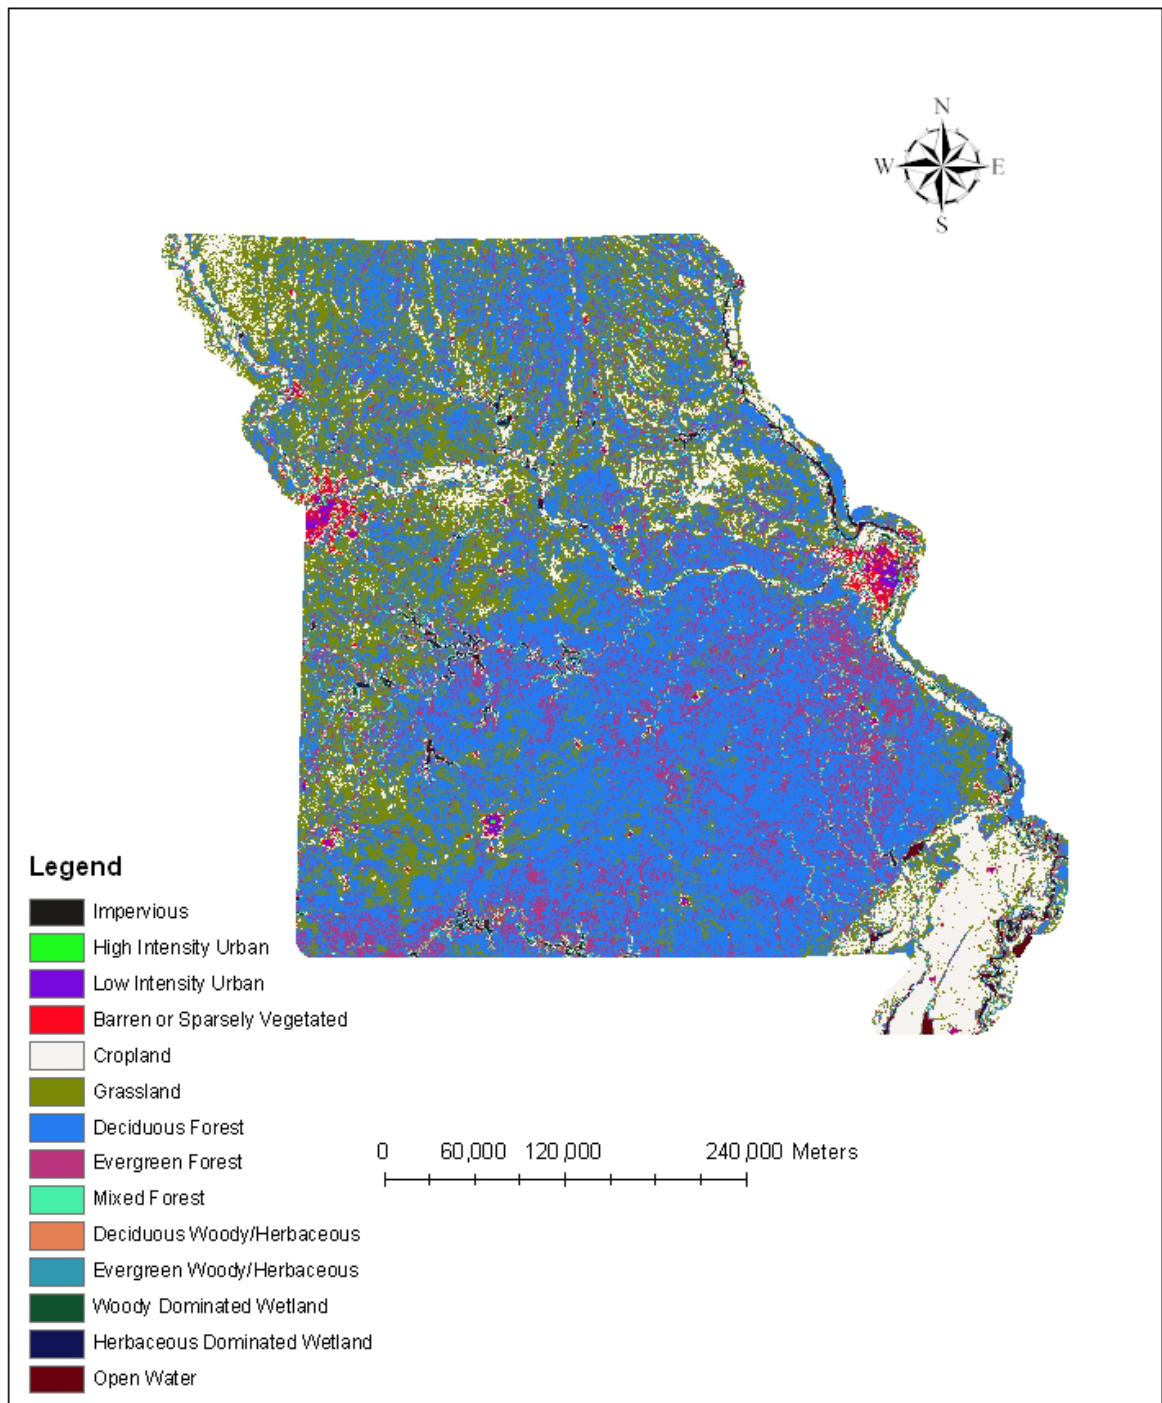 N
W E
S
Legend
Impervious
High Intensity Urban
Low Intensity Urban
Barren or Sparsely Vegetated
Cropland
Grassland
Deciduous Forest
Evergreen Forest
Mixed Forest
Deciduous Woody/Herbaceous
Evergreen Woody/Herbaceous
Woody Dominated Wetland
Herbaceous Dominated Wetland
Open Water
0 60,000 120,000 240,000 Meters